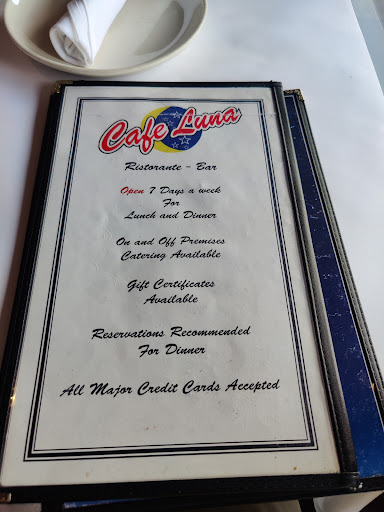 Cafe Luna
Ristorante - Bar
Open 7 Days a week
For
Lunch and Dinner
On and Off Premises
Catering Available
Gift Certificates
Available
Reservations Recommended
For Dinner
All Major Credit Cards Accepted